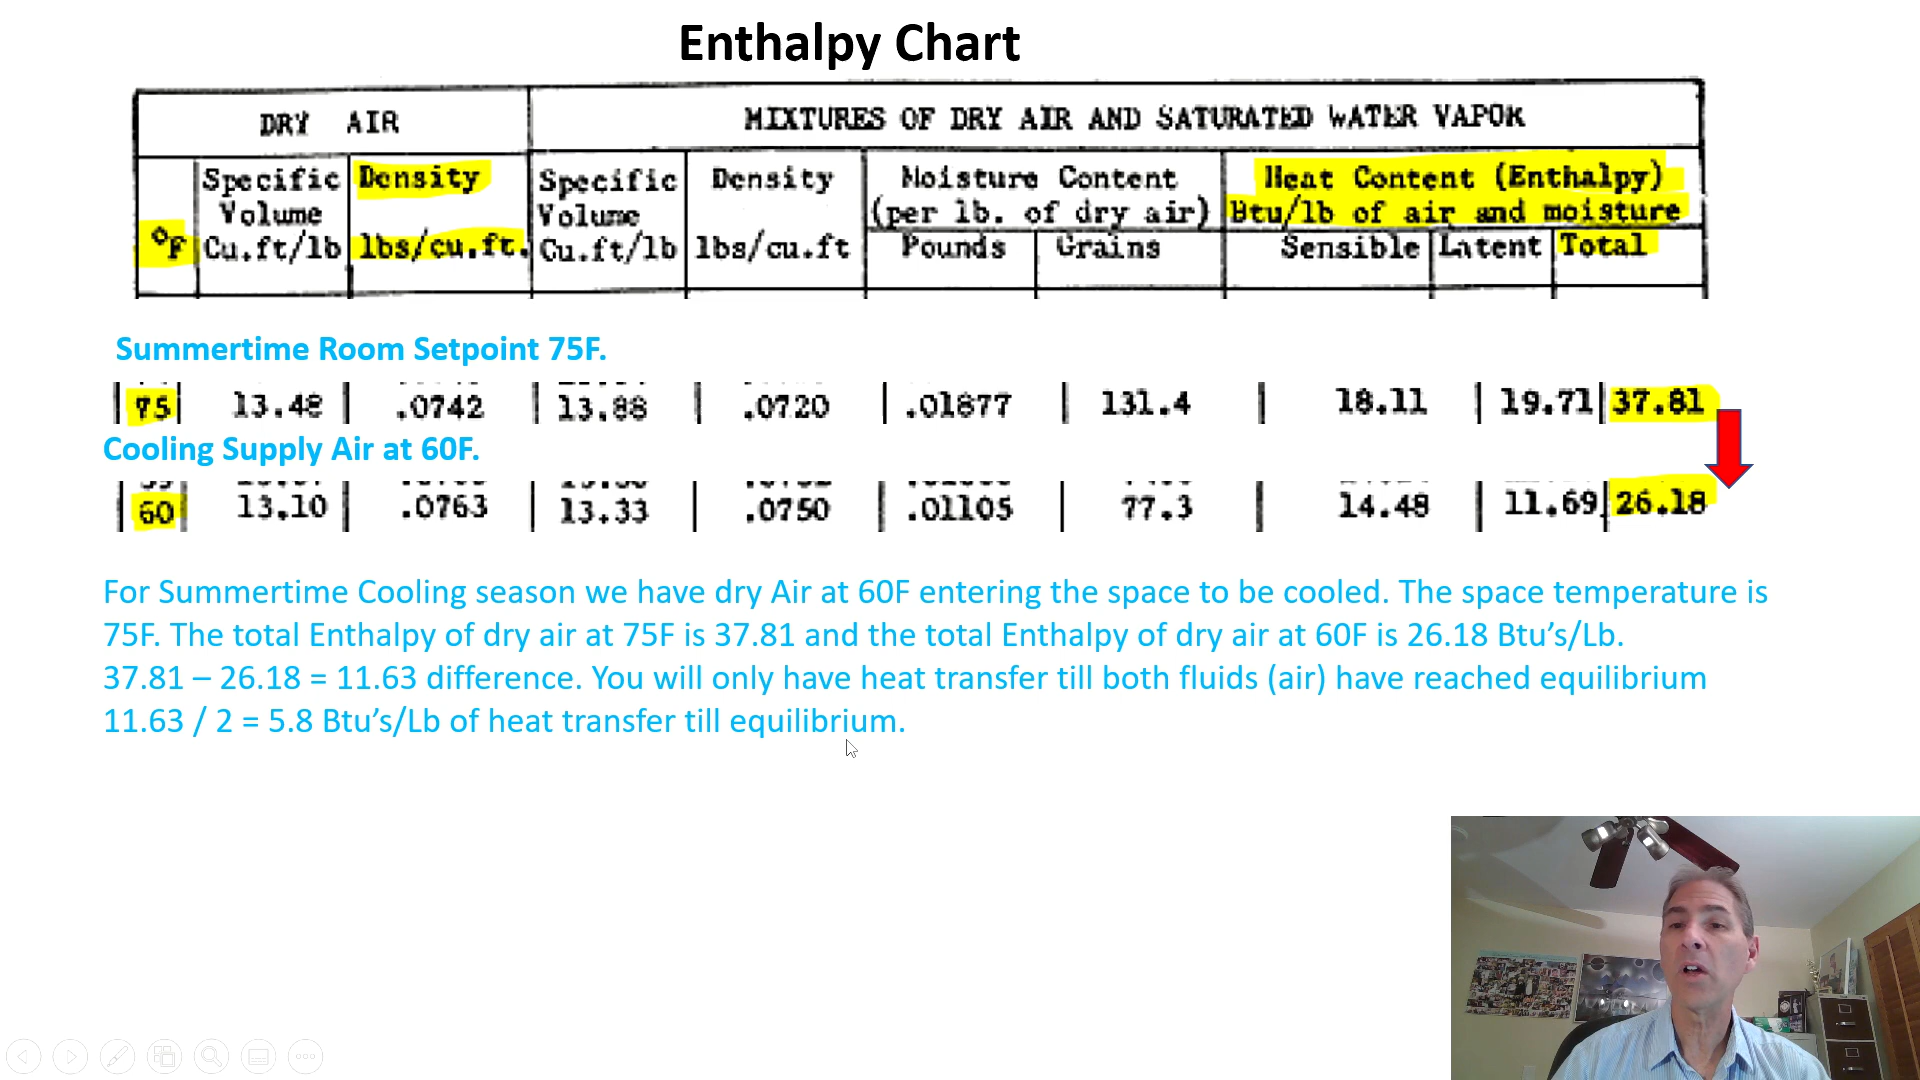 Enthalpy Chart
DRY AIR MIXTURES OF DRY AIR AND SATURATED WATER VAPOR
Specific Density Specific Density Moisture Content Heat Content (Enthalpy)
Volume Volume (per lb. of dry air) Btu/lb of air and moisture
°F Cu.ft/lb lbs/cu.ft. Cu.ft/lb lbs/cu.ft Pounds Grains Sensible Latent Total
Summertime Room Setpoint 75F.
75 13.48 .0742 13.88 .0720 .01877 131.4 18.11 19.71 37.81
Cooling Supply Air at 60F.
60 13.10 .0763 13.33 .0750 .01105 77.3 14.48 11.69 26.18
For Summertime Cooling season we have dry Air at 60F entering the space to be cooled. The space temperature is
75F. The total Enthalpy of dry air at 75F is 37.81 and the total Enthalpy of dry air at 60F is 26.18 Btu’s/Lb.
37.81 – 26.18 = 11.63 difference. You will only have heat transfer till both fluids (air) have reached equilibrium
11.63 / 2 = 5.8 Btu’s/Lb of heat transfer till equilibrium.